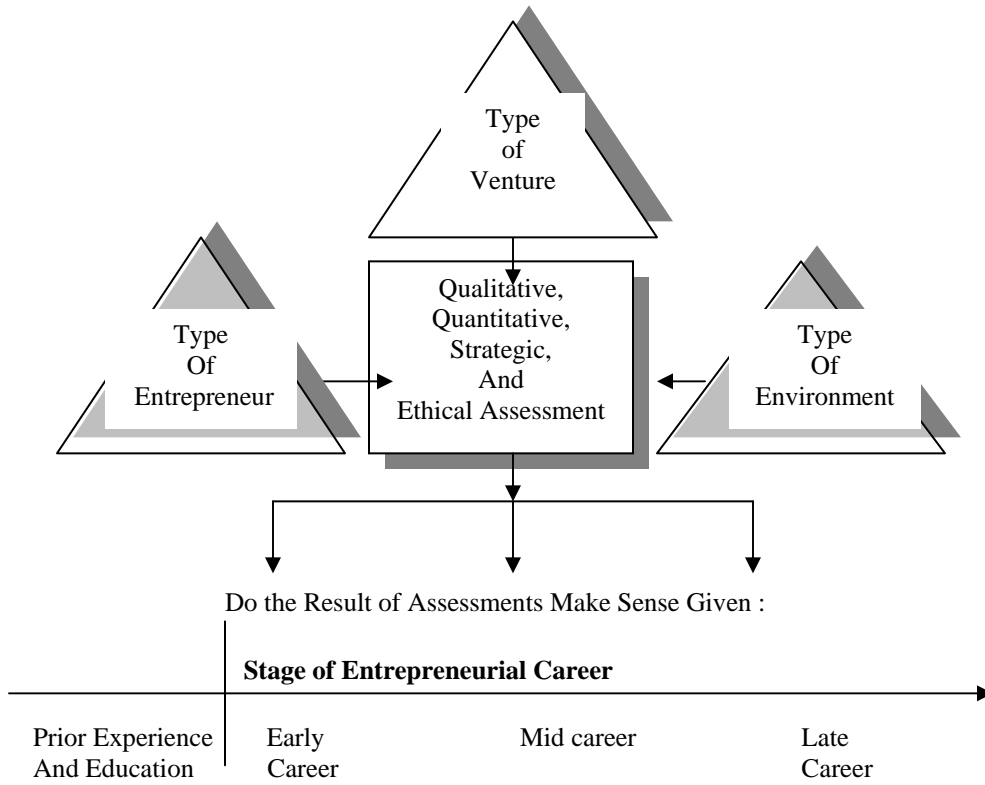 Type
of
Venture
Type
Of
Entrepreneur
Qualitative,
Quantitative,
Strategic,
And
Ethical Assessment
Type
Of
Environment
Do the Result of Assessments Make Sense Given :
Stage of Entrepreneurial Career
Prior Experience
And Education
Early
Career
Mid career
Late
Career